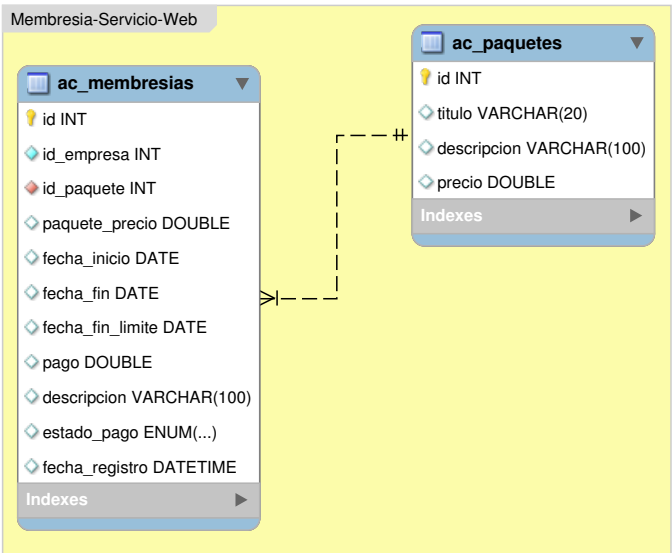 Membresia-Servicio-Web
ac_membresias
id INT
id_empresa INT
id_paquete INT
paquete_precio DOUBLE
fecha_inicio DATE
fecha_fin DATE
fecha_fin_limite DATE
pago DOUBLE
descripcion VARCHAR(100)
estado_pago ENUM(...)
fecha_registro DATETIME
Indexes
ac_paquetes
id INT
titulo VARCHAR(20)
descripcion VARCHAR(100)
precio DOUBLE
Indexes